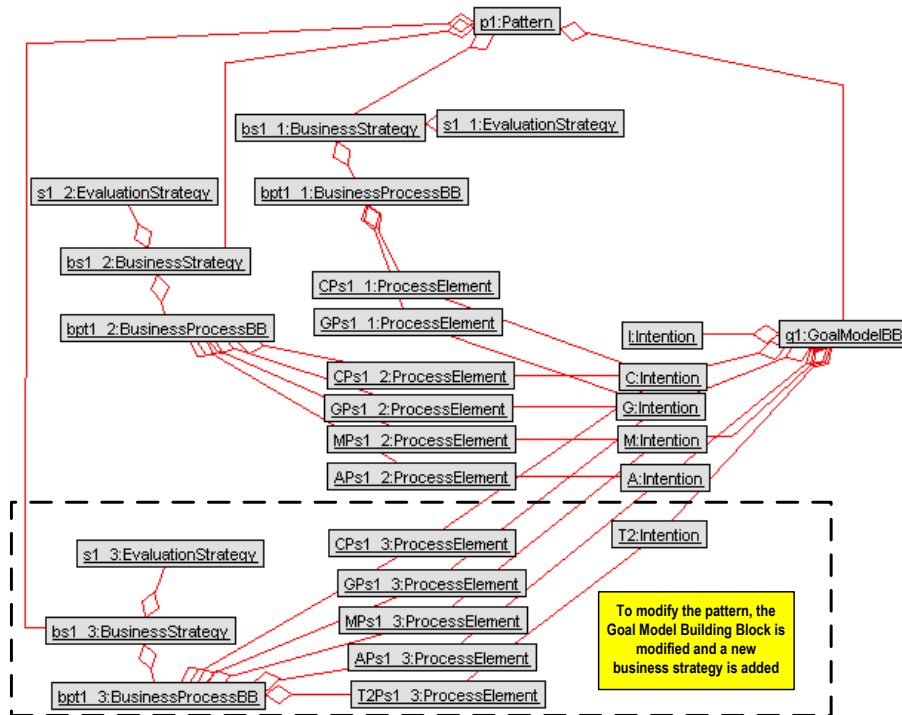 p1:Pattern
bs1_1:BusinessStrategy
s1_1:EvaluationStrategy
s1_2:EvaluationStrategy
bpt1_1:BusinessProcessBB
bs1_2:BusinessStrategy
CPs1_1:ProcessElement
bpt1_2:BusinessProcessBB
GPs1_1:ProcessElement
I:Intention
g1:GoalModelBB
CPs1_2:ProcessElement
C:Intention
GPs1_2:ProcessElement
G:Intention
MPs1_2:ProcessElement
M:Intention
APs1_2:ProcessElement
A:Intention
CPs1_3:ProcessElement
T2:Intention
s1_3:EvaluationStrategy
GPs1_3:ProcessElement
MPs1_3:ProcessElement
bs1_3:BusinessStrategy
APs1_3:ProcessElement
bpt1_3:BusinessProcessBB
T2Ps1_3:ProcessElement
To modify the pattern, the
Goal Model Building Block is
modified and a new
business strategy is added